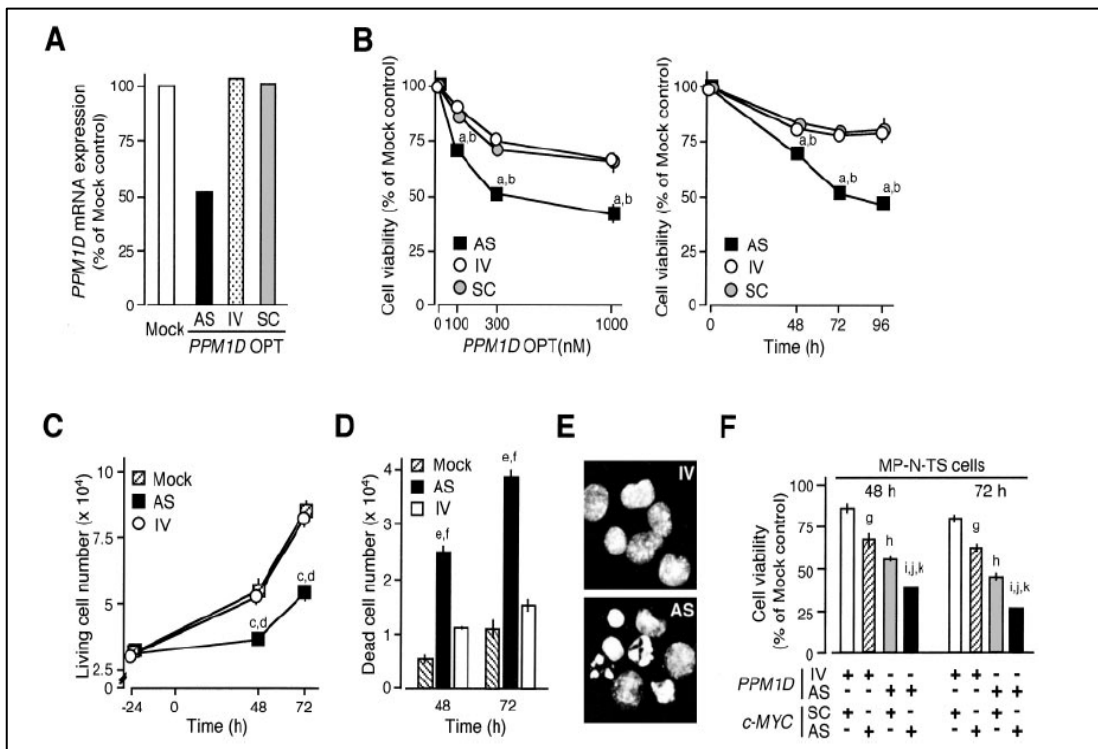 A
PPM1D mRNA expression
(% of Mock control)
100
75
50
25
0
Mock
AS IV SC
PPM1D OPT
B
Cell viability (% of Mock control)
100
75
50
25
0
a,b
a,b
a,b
AS
IV
SC
0 100 300 1000
PPM1D OPT(nM)
Cell viability (% of Mock control)
100
75
50
25
0
a,b
a,b
a,b
AS
IV
SC
0 48 72 96
Time (h)
C
Living cell number (x 10⁴)
10
7.5
5
2.5
0
Mock
AS
IV
c,d
c,d
-24 0 48 72
Time (h)
D
Dead cell number (x 10⁴)
4
3
2
1
0
Mock
AS
IV
e,f
e,f
48 72
Time (h)
E
IV
AS
F
MP-N-TS cells
48 h 72 h
Cell viability
(% of Mock control)
100
75
50
25
0
g
h
i,j,k
g
h
i,j,k
PPM1D
IV + + - - + + - -
AS - - + + - - + +
c-MYC
SC + - + - + - + -
AS - + - + - + - +